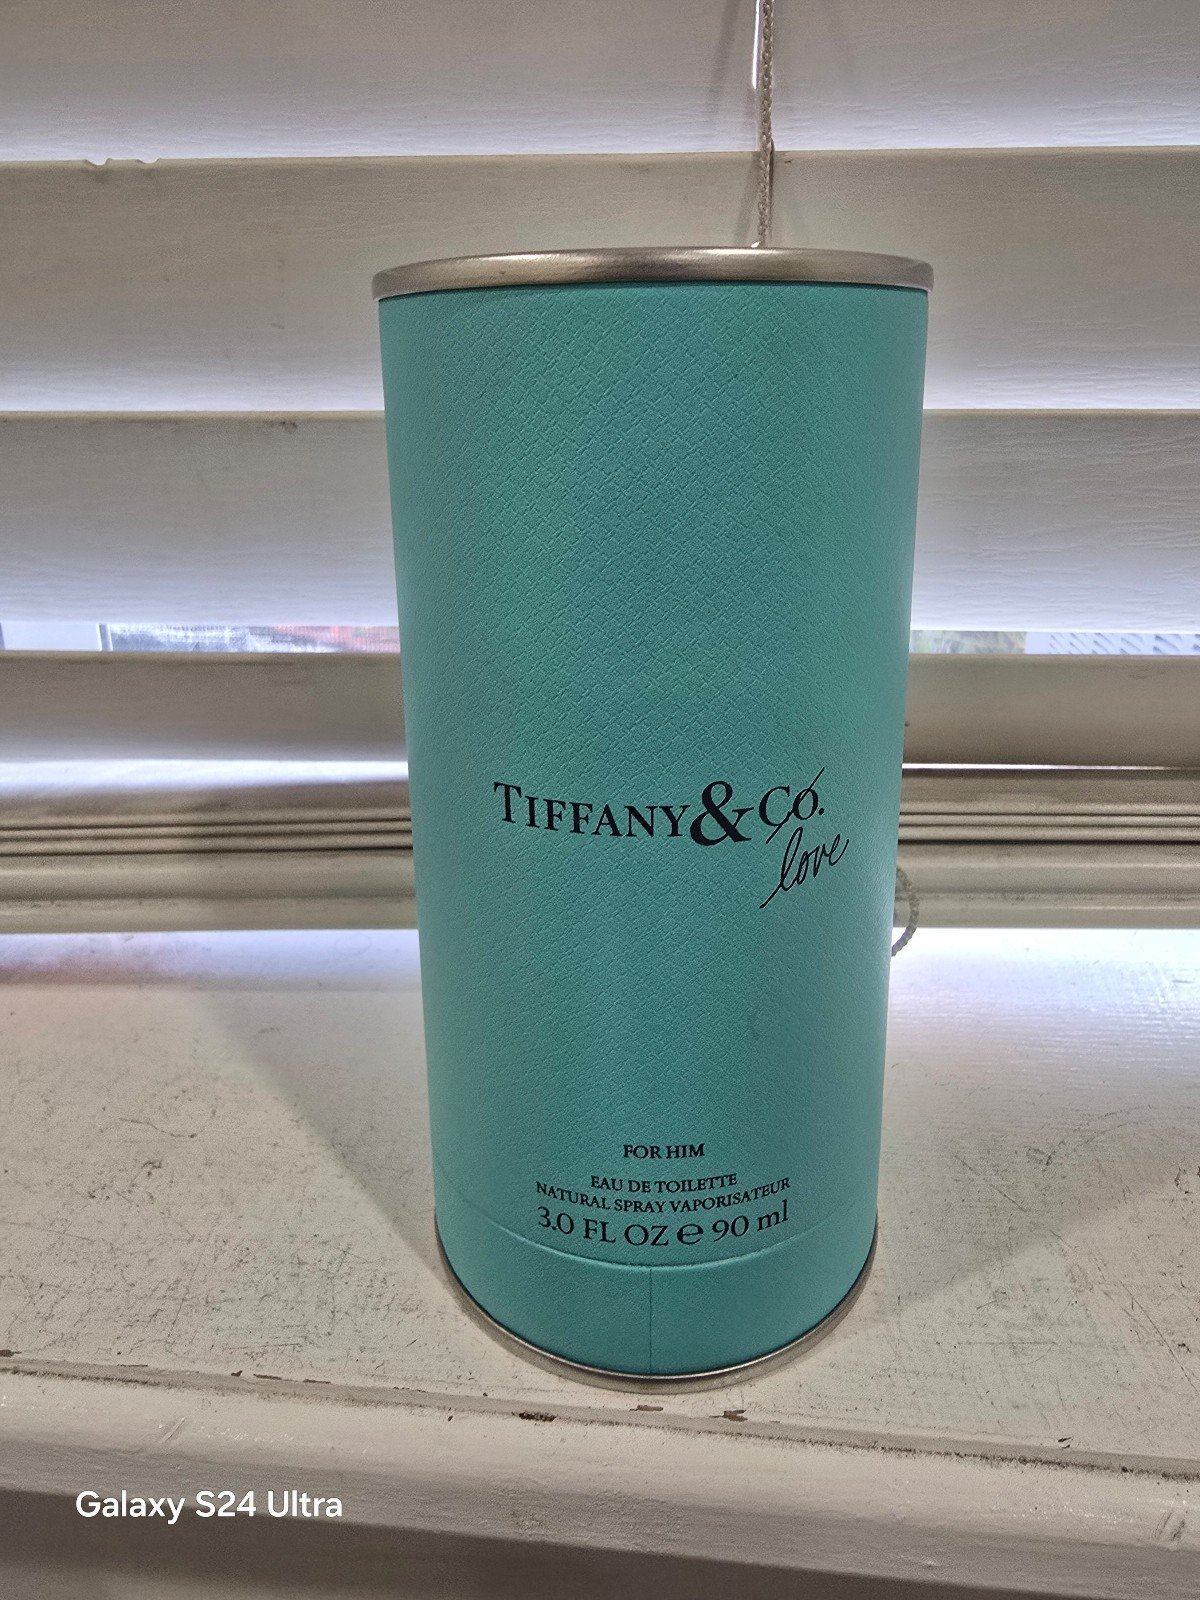 TIFFANY & CO.
love
FOR HIM
EAU DE TOILETTE
NATURAL SPRAY VAPORISATEUR
3.0 FL OZ ℮ 90 ml
Galaxy S24 Ultra